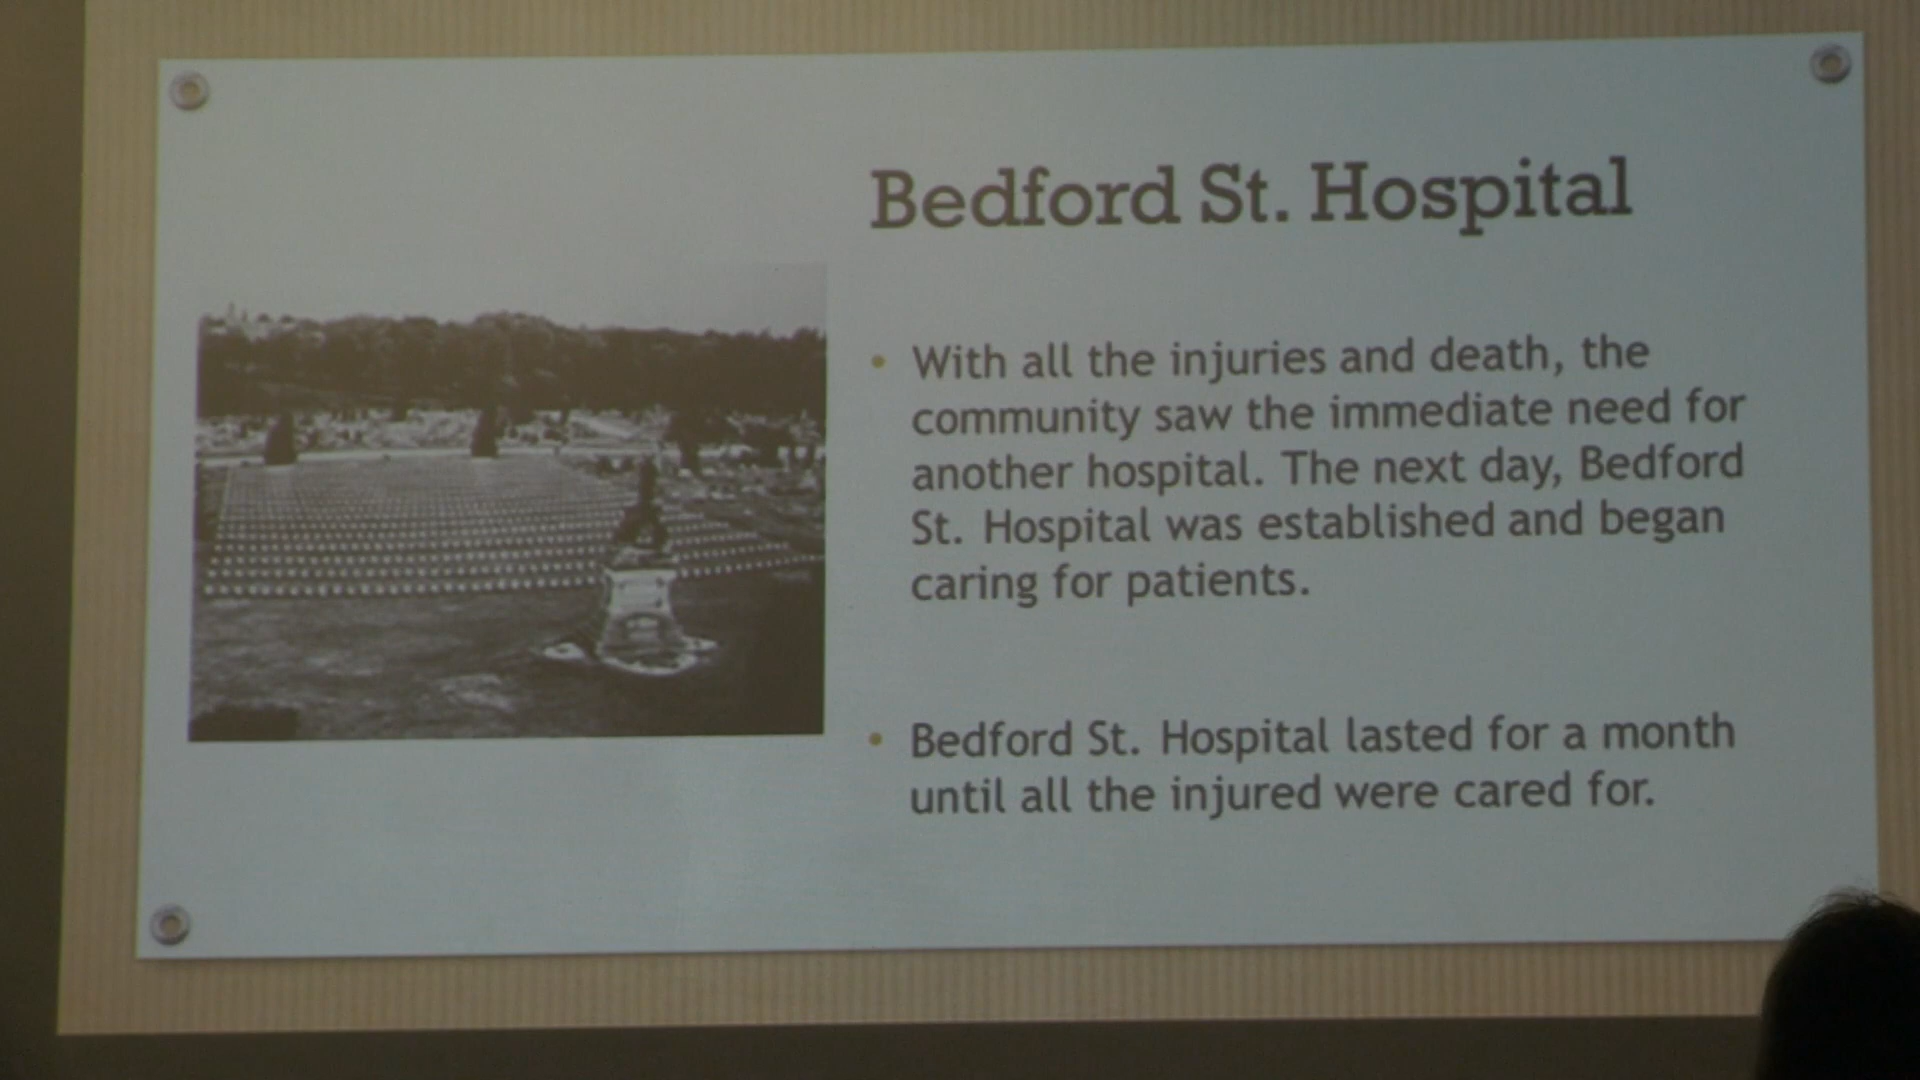 Bedford St. Hospital
• With all the injuries and death, the
community saw the immediate need for
another hospital. The next day, Bedford
St. Hospital was established and began
caring for patients.
• Bedford St. Hospital lasted for a month
until all the injured were cared for.